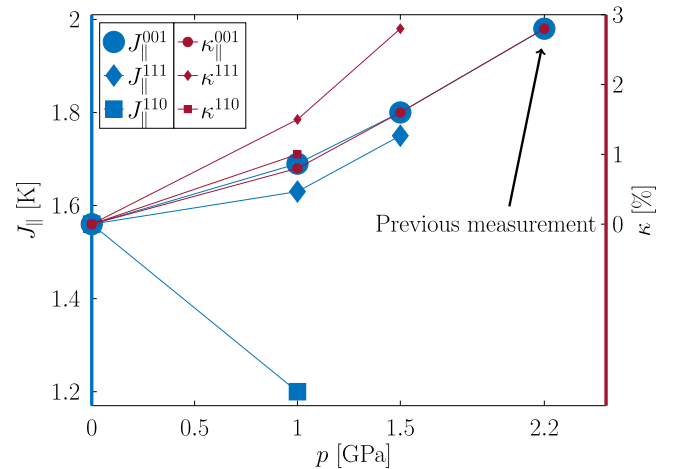 2
1.8
1.6
1.4
1.2
J∥ [K]
J∥^001
J∥^111
J∥^110
κ∥^001
κ^111
κ^110
3
2
1
0
κ [%]
Previous measurement
0
0.5
1
1.5
2.2
p [GPa]